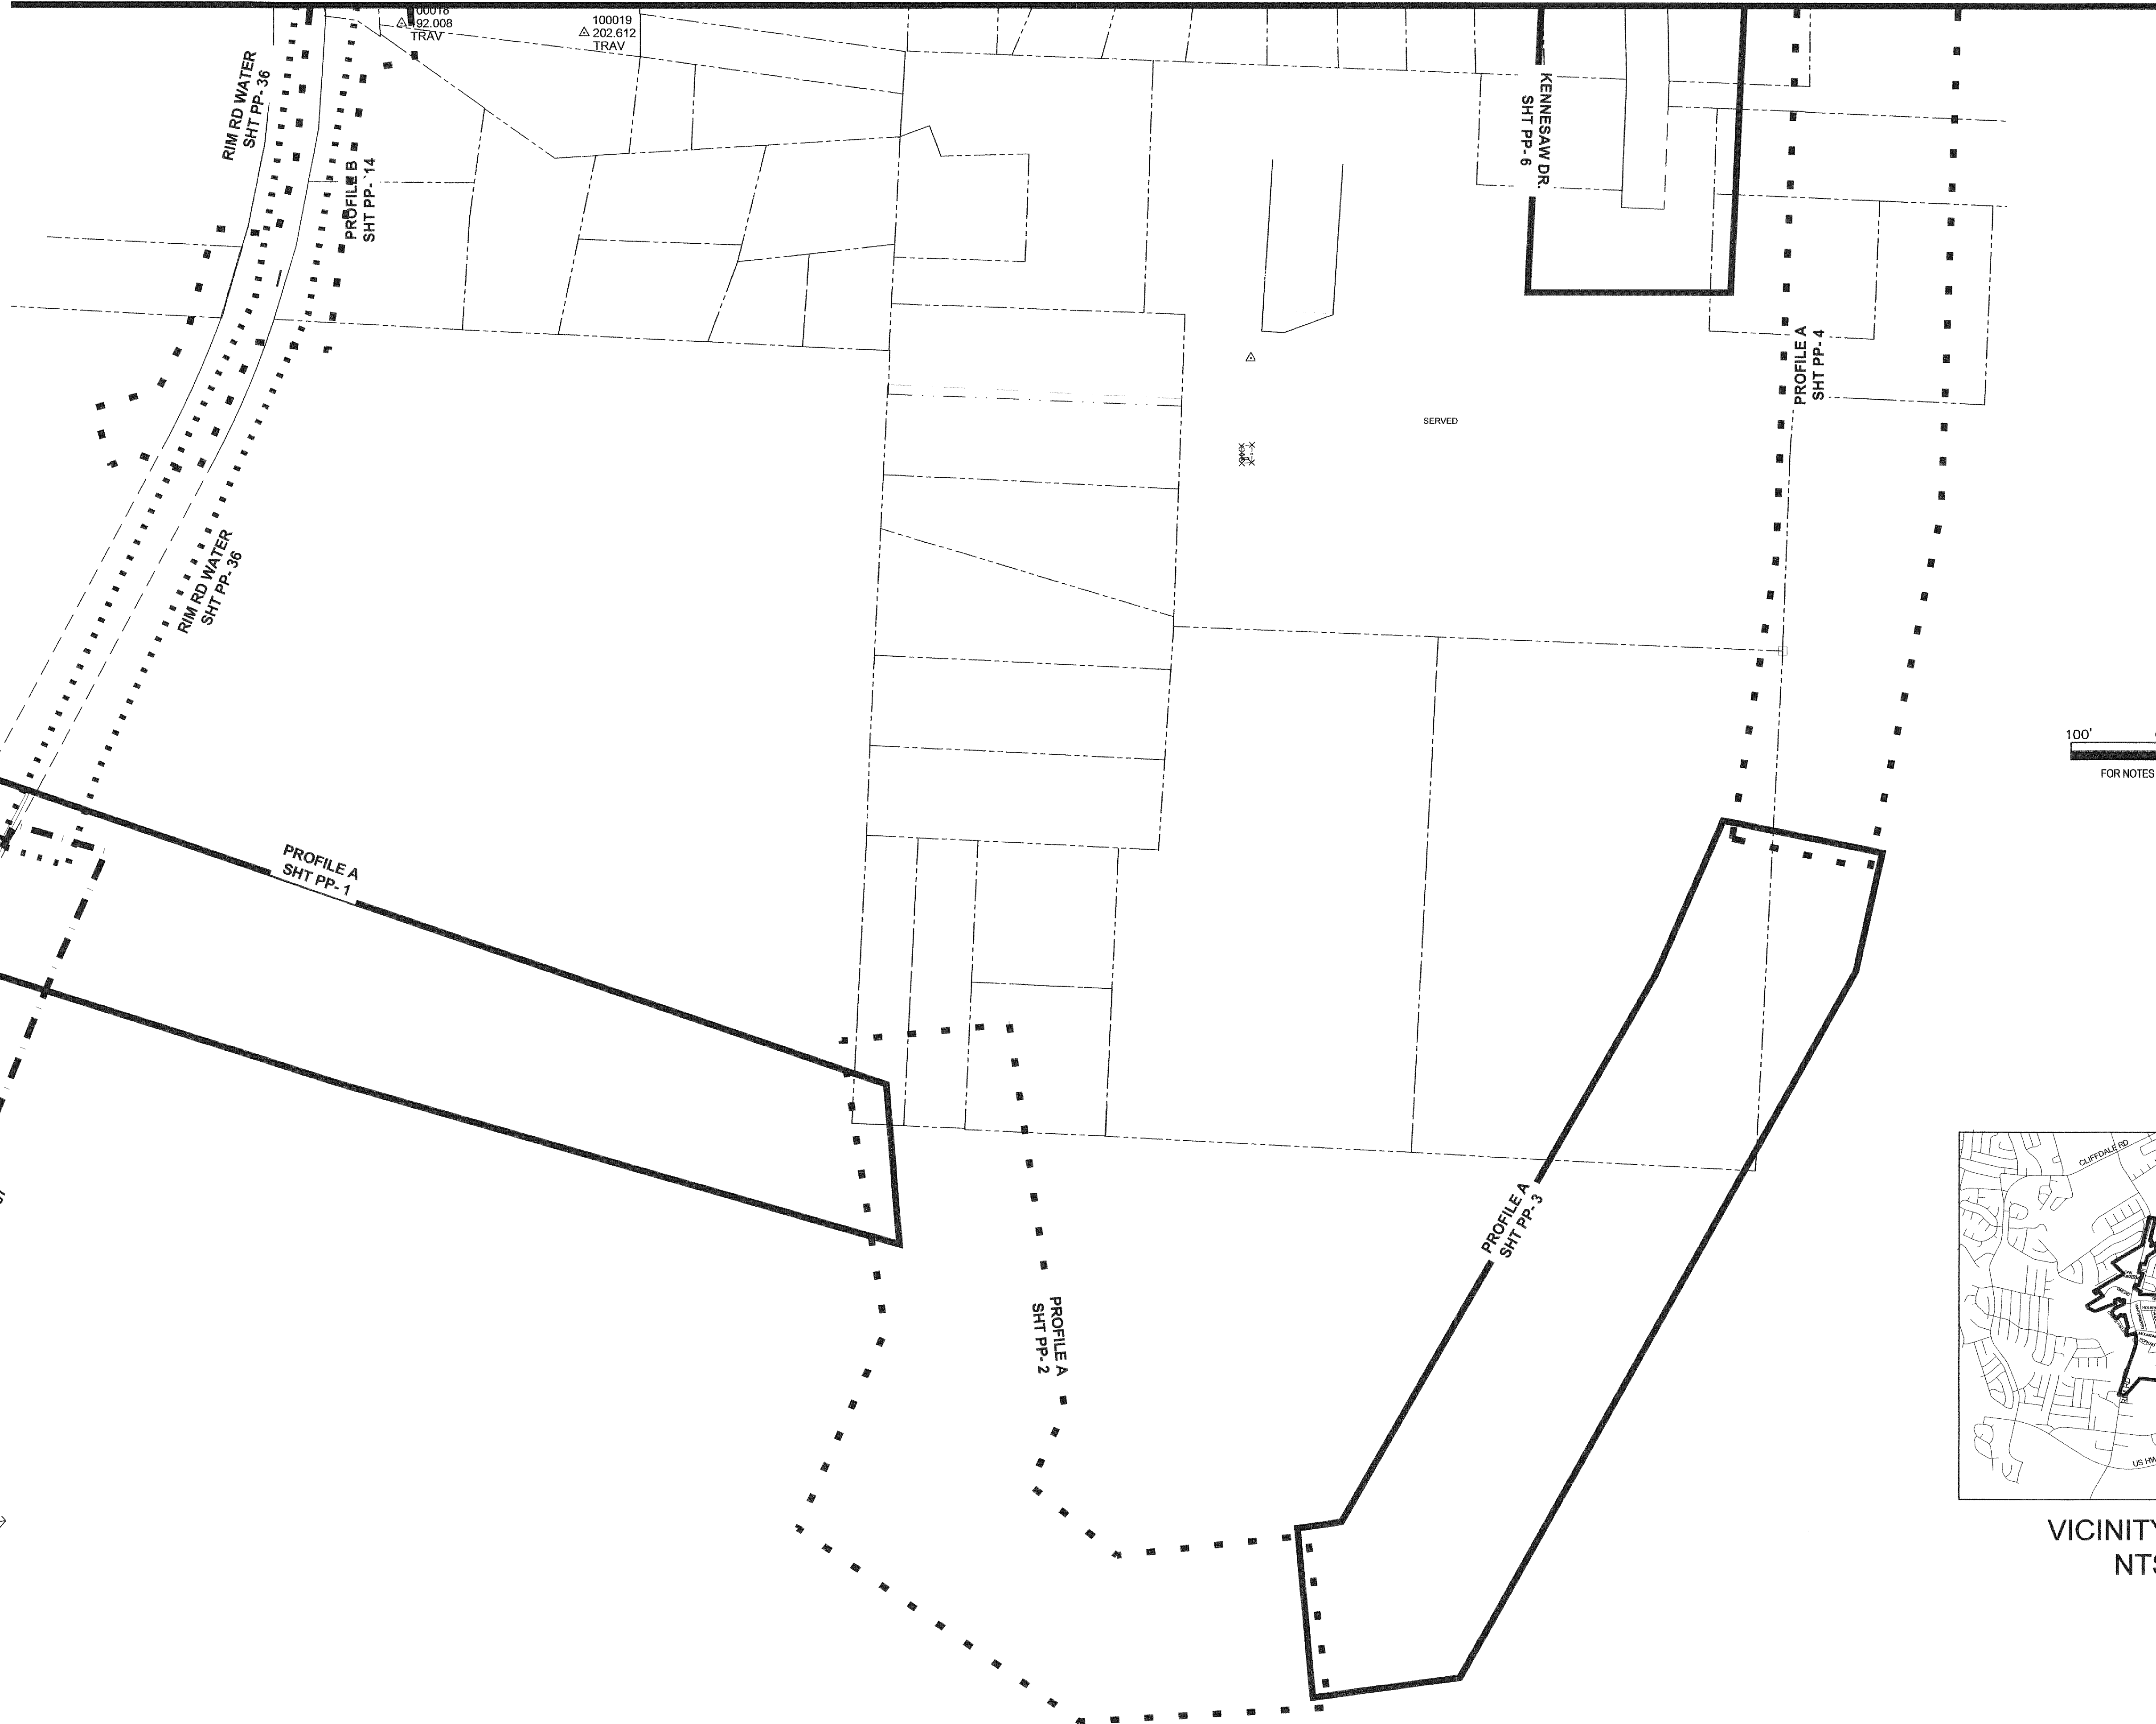 92.008
TRAV
100019
202.612
TRAV
RIM RD WATER
SHT PP- 36
PROFILE B
SHT PP- 14
KENNESAW DR.
SHT PP- 6
PROFILE A
SHT PP- 4
SERVED
RIM RD WATER
SHT PP- 36
100'
FOR NOTES
PROFILE A
SHT PP- 1
PROFILE A
SHT PP- 3
PROFILE A
SHT PP- 2
CLIFFDALE RD
US HW
VICINITY
NTS